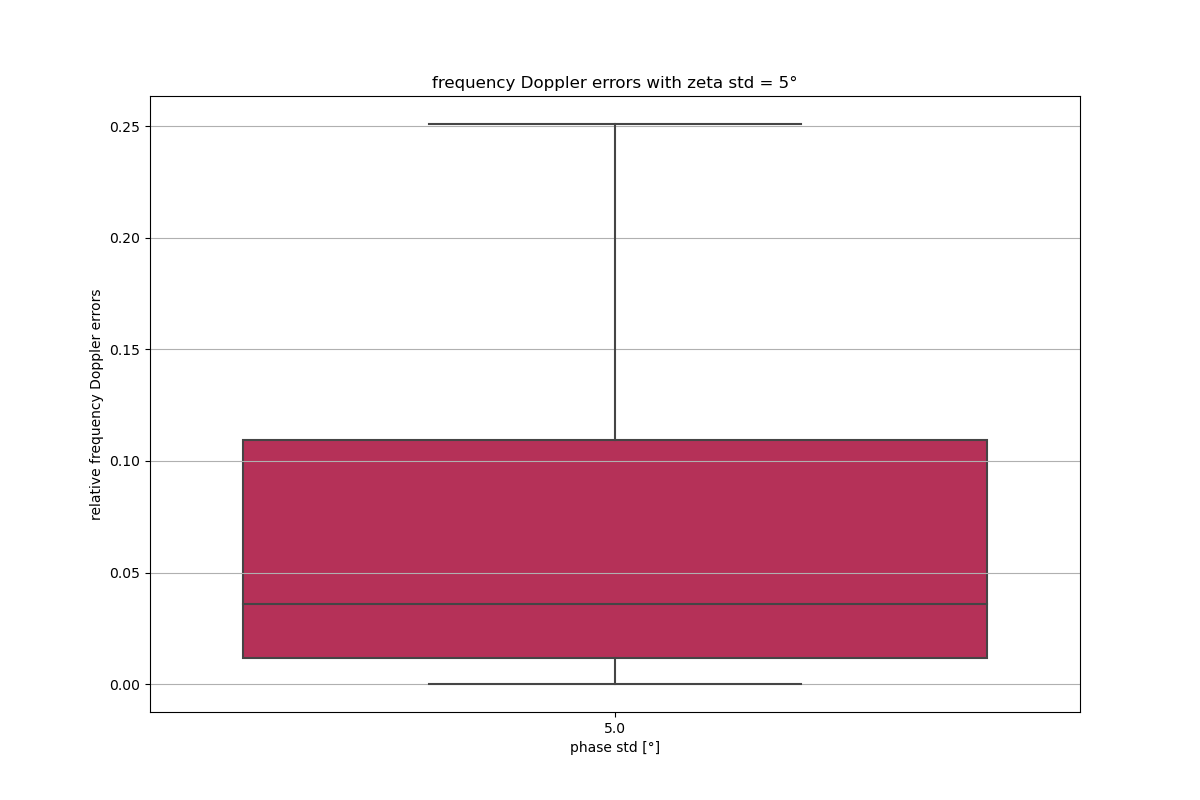 frequency Doppler errors with zeta std = 5°
relative frequency Doppler errors
0.25
0.20
0.15
0.10
0.05
0.00
5.0
phase std [°]